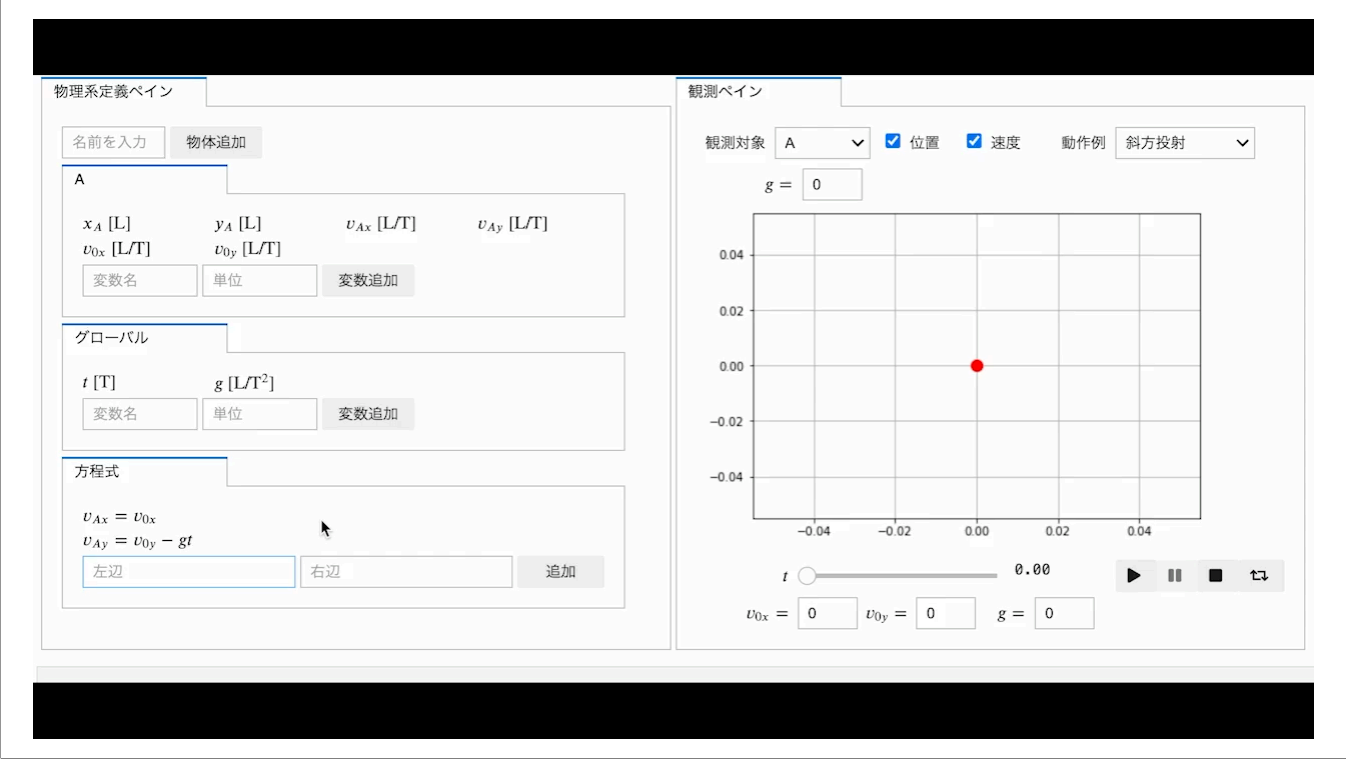 物理系定義ペイン
名前を入力 物体追加
A
x_A [L] y_A [L] v_Ax [L/T] v_Ay [L/T]
v_0x [L/T] v_0y [L/T]
変数名 単位 変数追加
グローバル
t [T] g [L/T²]
変数名 単位 変数追加
方程式
v_Ax = v_0x
v_Ay = v_0y − gt
左辺 右辺 追加
観測ペイン
観測対象 A 位置 速度 動作例 斜方投射
g = 0
0.04
0.02
0.00
−0.02
−0.04
−0.04 −0.02 0.00 0.02 0.04
t 0.00
v_0x = 0 v_0y = 0 g = 0